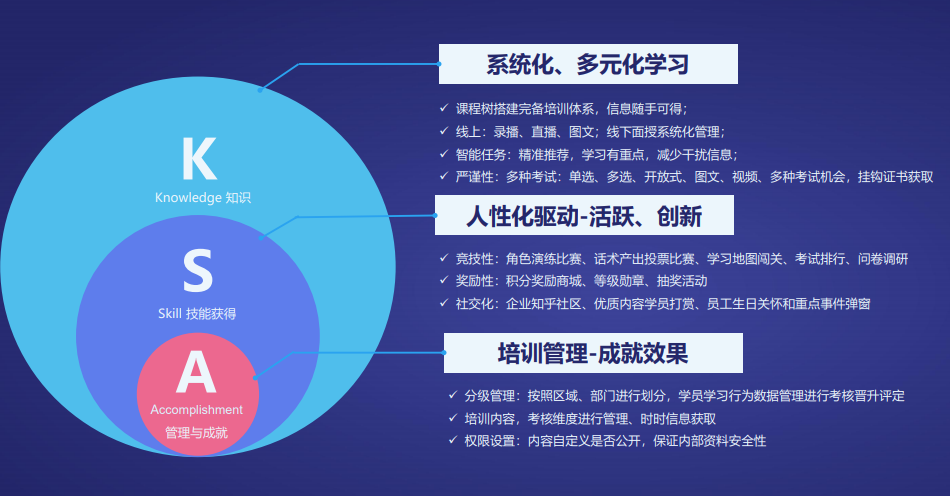 K
Knowledge 知识
S
Skill 技能获得
A
Accomplishment
管理与成就
系统化、多元化学习
✓ 课程树搭建完备培训体系，信息随手可得；
✓ 线上：录播、直播、图文；线下面授系统化管理；
✓ 智能任务：精准推荐，学习有重点，减少干扰信息；
✓ 严谨性：多种考试：单选、多选、开放式、图文、视频、多种考试机会，挂钩证书获取
人性化驱动-活跃、创新
✓ 竞技性：角色演练比赛、话术产出投票比赛、学习地图闯关、考试排行、问卷调研
✓ 奖励性：积分奖励商城、等级勋章、抽奖活动
✓ 社交化：企业知乎社区、优质内容学员打赏、员工生日关怀和重点事件弹窗
培训管理-成就效果
✓ 分级管理：按照区域、部门进行划分，学员学习行为数据管理进行考核晋升评定
✓ 培训内容，考核维度进行管理、时时信息获取
✓ 权限设置：内容自定义是否公开，保证内部资料安全性